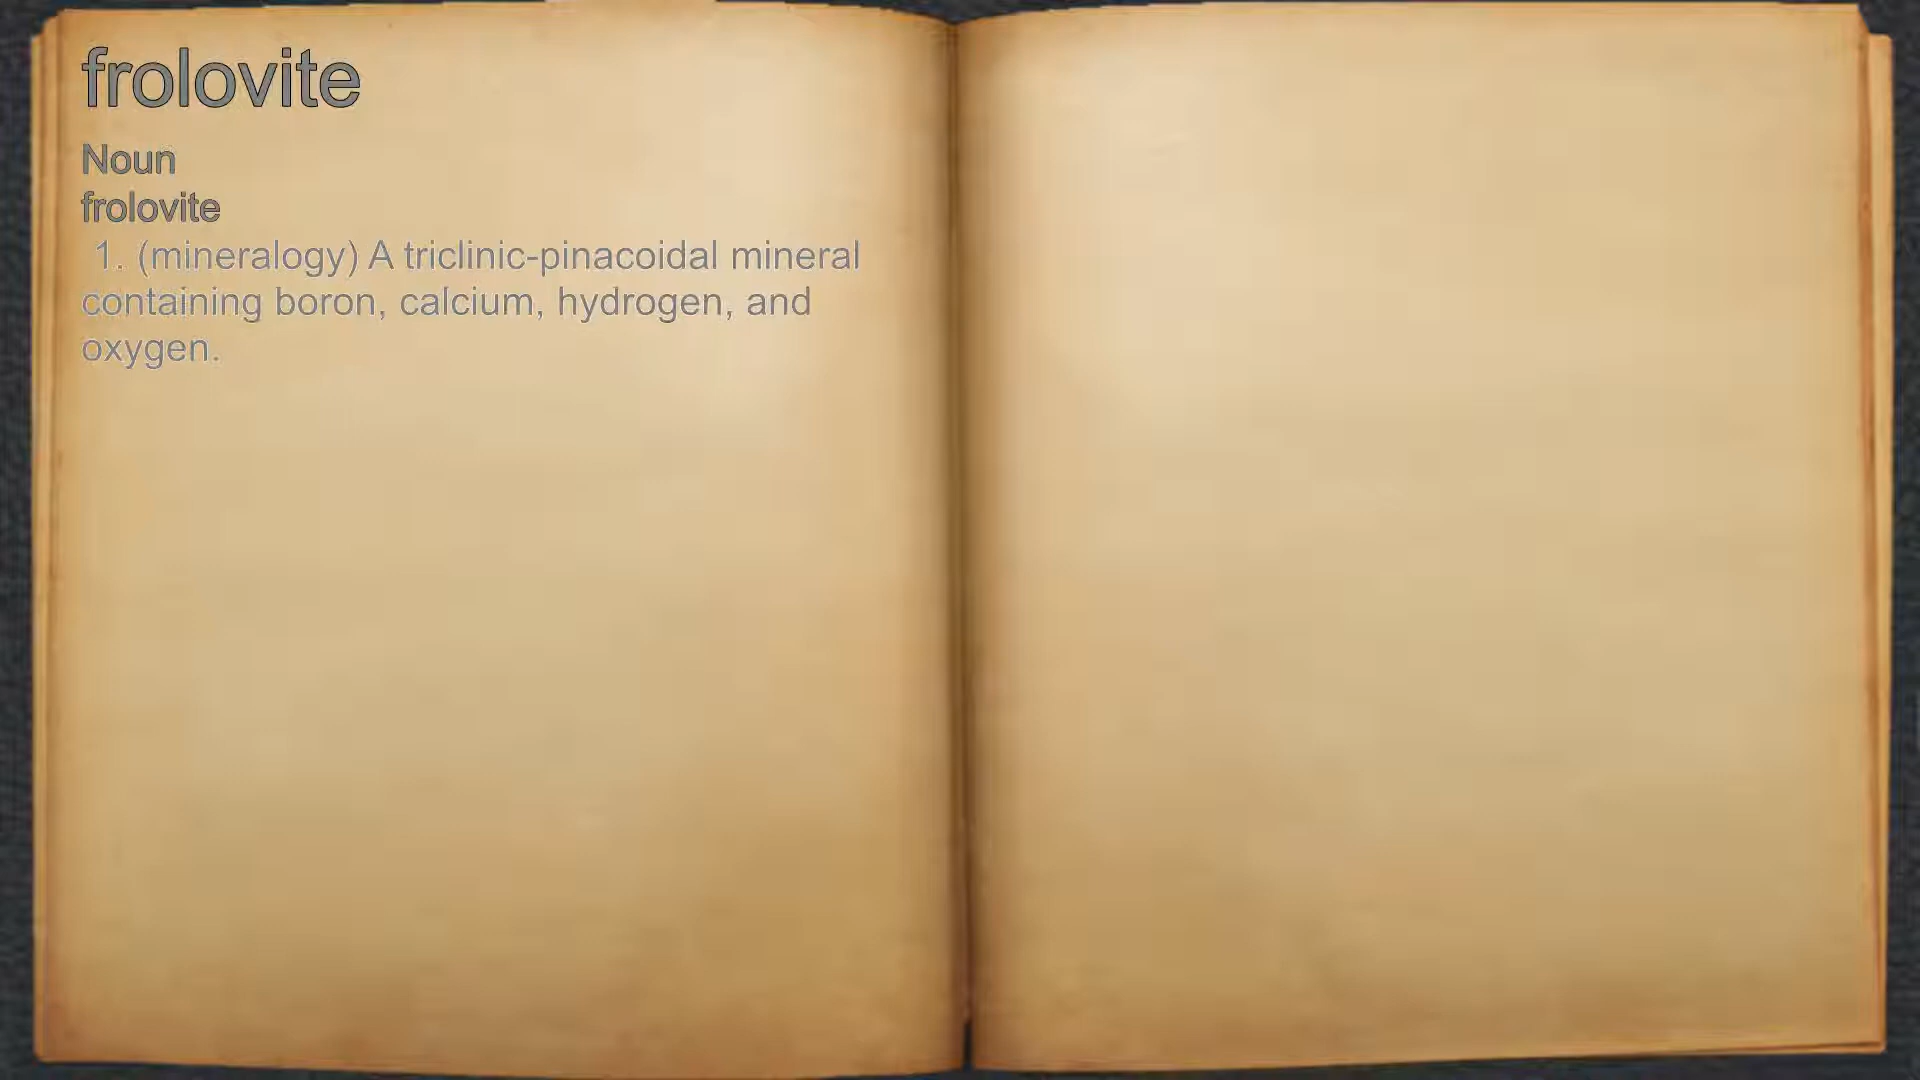 frolovite
Noun
frolovite
1. (mineralogy) A triclinic-pinacoidal mineral
containing boron, calcium, hydrogen, and
oxygen.